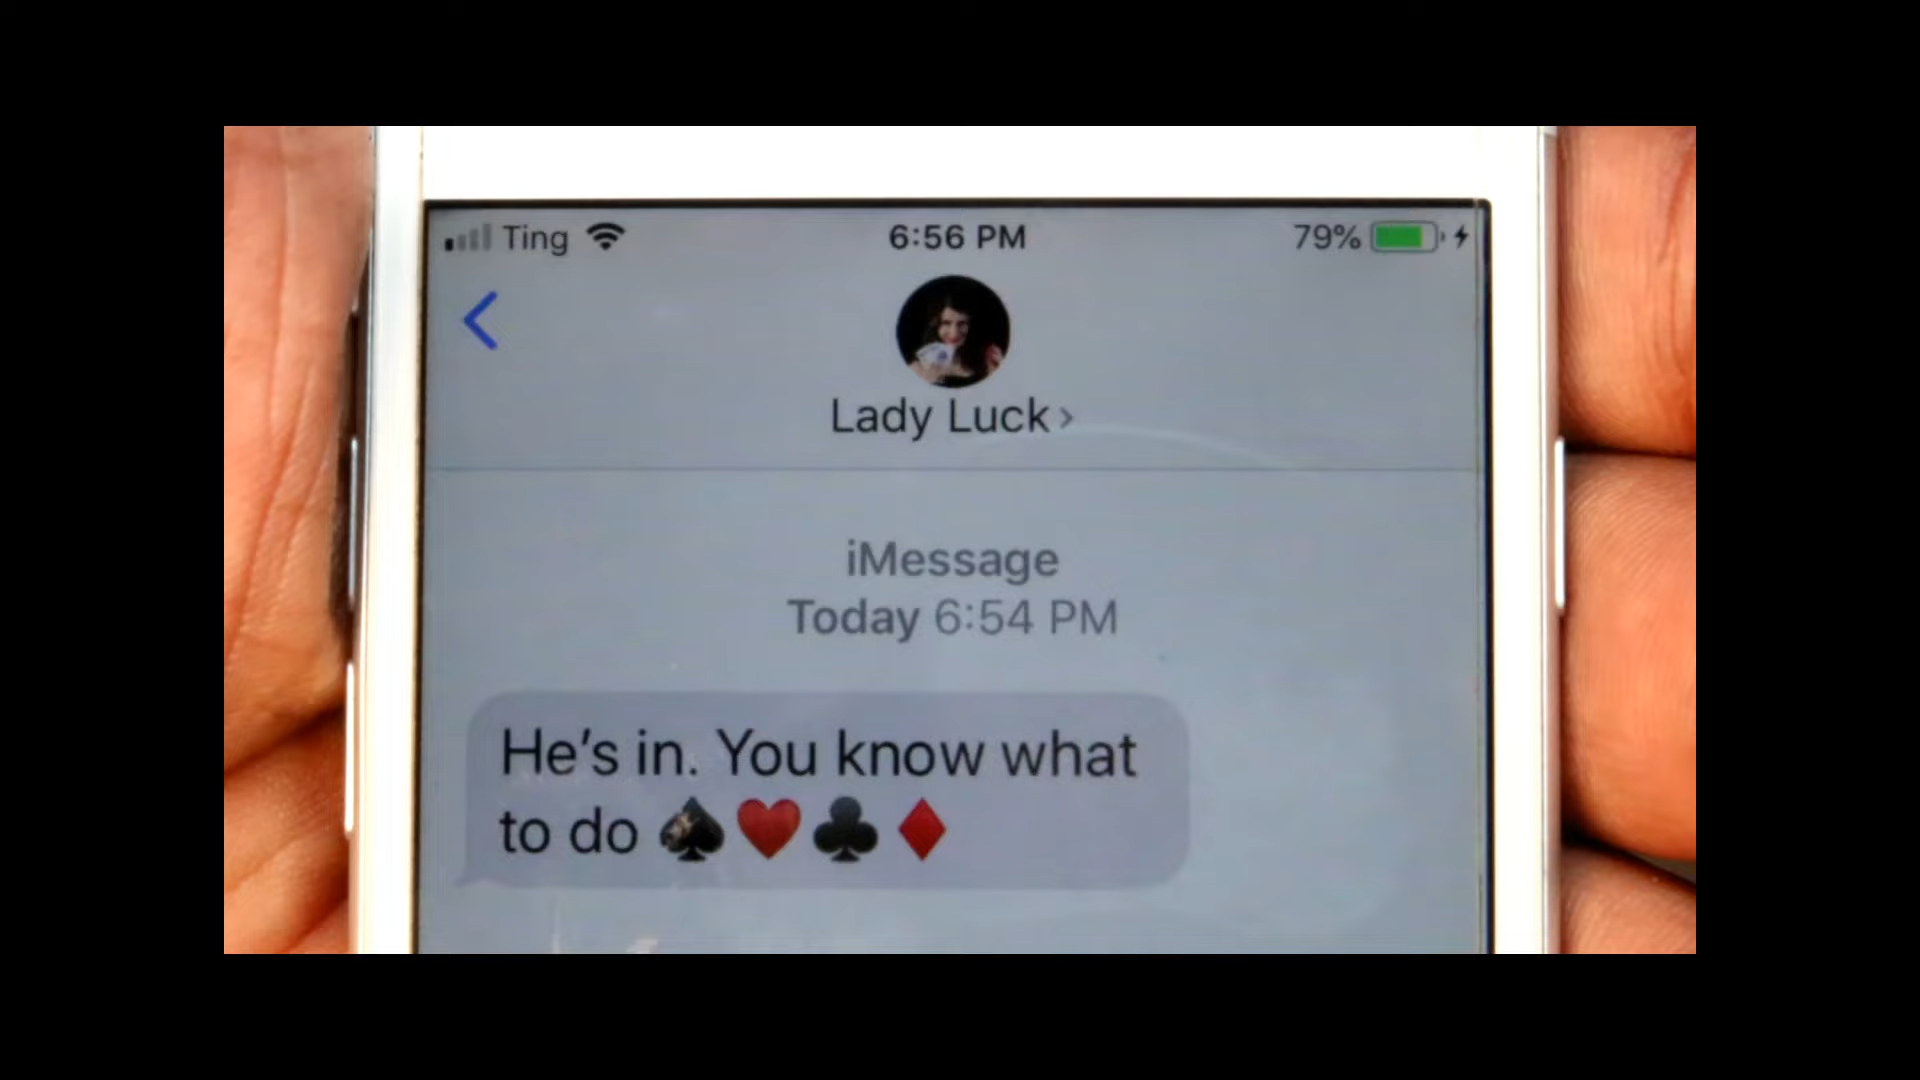 Ting 6:56 PM 79%
Lady Luck >
iMessage
Today 6:54 PM
He's in. You know what
to do ♠️♥️♣️♦️